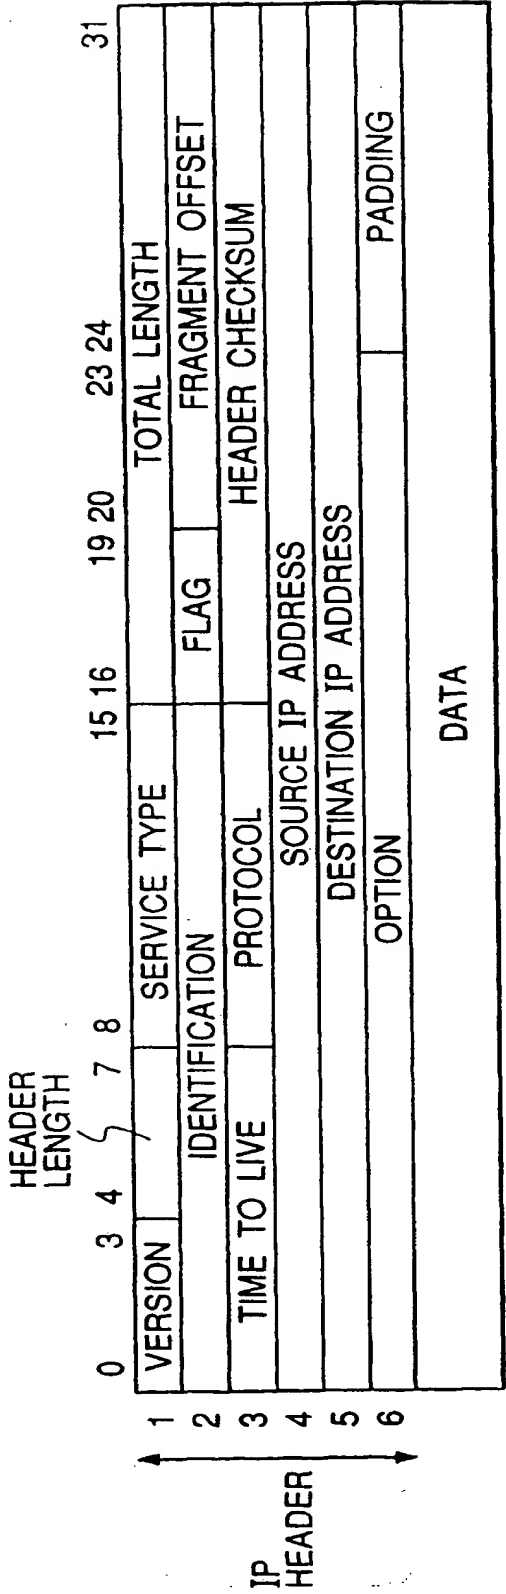 HEADER
LENGTH
0 3 4 7 8 15 16 19 20 23 24 31
1 VERSION SERVICE TYPE TOTAL LENGTH
2 IDENTIFICATION FLAG FRAGMENT OFFSET
3 TIME TO LIVE PROTOCOL HEADER CHECKSUM
4 SOURCE IP ADDRESS
5 DESTINATION IP ADDRESS
6 OPTION PADDING
DATA
IP
HEADER